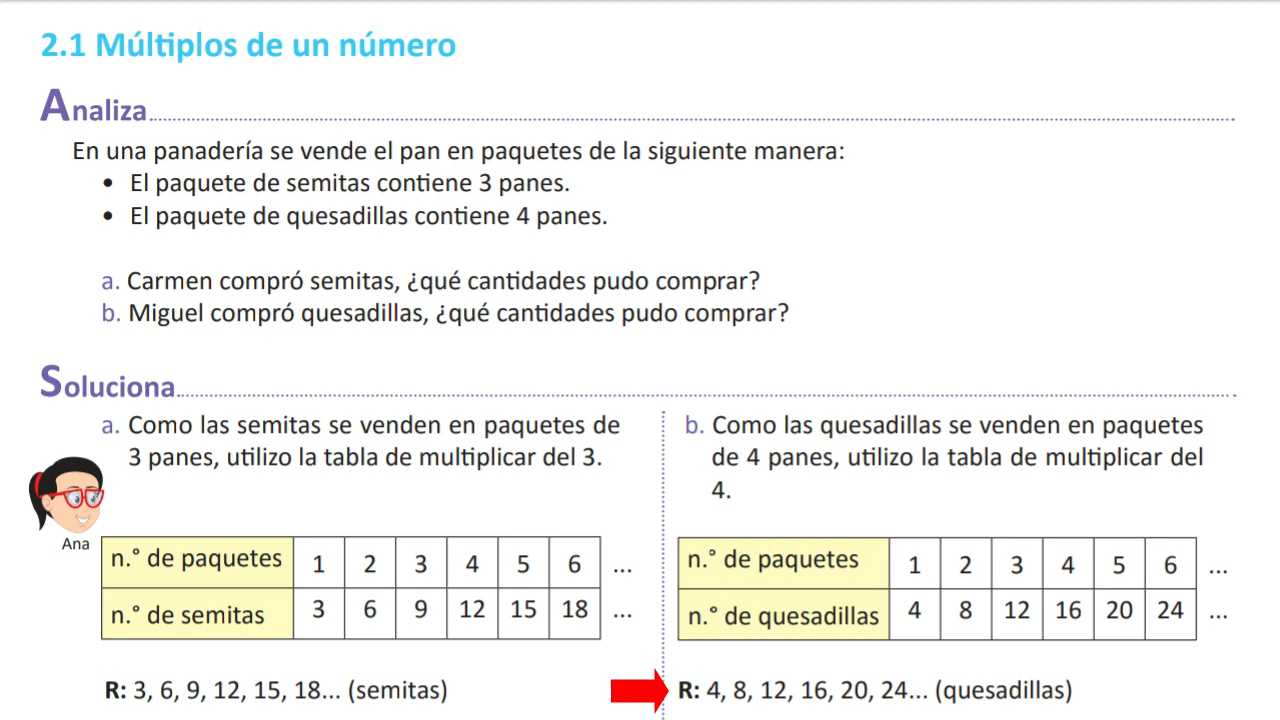 2.1 Múltiplos de un número
Analiza
En una panadería se vende el pan en paquetes de la siguiente manera:
• El paquete de semitas contiene 3 panes.
• El paquete de quesadillas contiene 4 panes.
a. Carmen compró semitas, ¿qué cantidades pudo comprar?
b. Miguel compró quesadillas, ¿qué cantidades pudo comprar?
Soluciona
a. Como las semitas se venden en paquetes de
3 panes, utilizo la tabla de multiplicar del 3.
Ana
n.° de paquetes 1 2 3 4 5 6 ...
n.° de semitas 3 6 9 12 15 18 ...
R: 3, 6, 9, 12, 15, 18... (semitas)
b. Como las quesadillas se venden en paquetes
de 4 panes, utilizo la tabla de multiplicar del
4.
n.° de paquetes 1 2 3 4 5 6 ...
n.° de quesadillas 4 8 12 16 20 24 ...
R: 4, 8, 12, 16, 20, 24... (quesadillas)